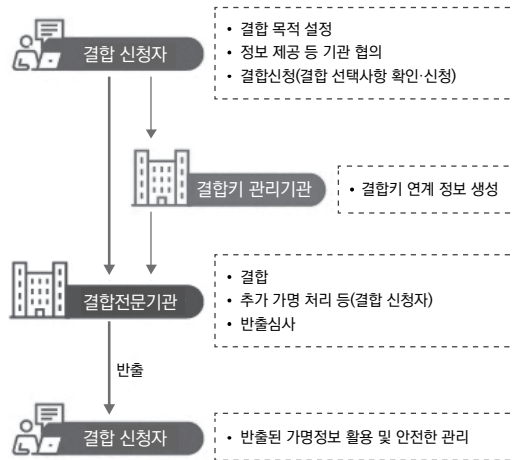 결합 신청자
• 결합 목적 설정
• 정보 제공 등 기관 협의
• 결합신청(결합 선택사항 확인·신청)
결합키 관리기관
• 결합키 연계 정보 생성
결합전문기관
• 결합
• 추가 가명 처리 등(결합 신청자)
• 반출심사
반출
결합 신청자
• 반출된 가명정보 활용 및 안전한 관리